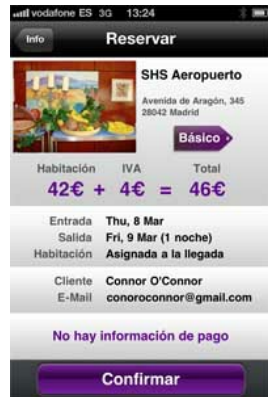 vodafone ES 3G 13:24
Info
Reservar
SHS Aeropuerto
Avenida de Aragón, 345
28042 Madrid
Básico
Habitación IVA Total
42€ + 4€ = 46€
Entrada Thu, 8 Mar
Salida Fri, 9 Mar (1 noche)
Habitación Asignada a la llegada
Cliente Connor O'Connor
E-Mail conoroconnor@gmail.com
No hay información de pago
Confirmar